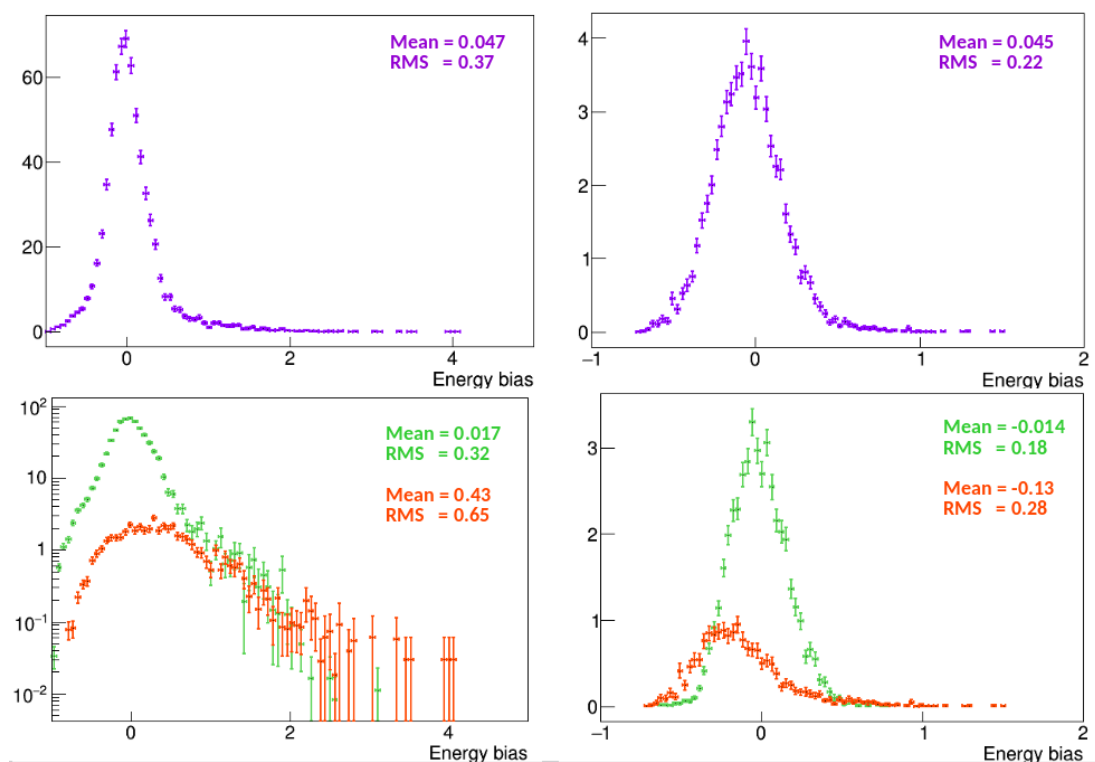 Mean = 0.047
RMS = 0.37
60
40
20
0
0 2 4
Energy bias
Mean = 0.045
RMS = 0.22
4
3
2
1
0
−1 0 1 2
Energy bias
10²
10
1
10⁻¹
10⁻²
Mean = 0.017
RMS = 0.32
Mean = 0.43
RMS = 0.65
0 2 4
Energy bias
3
2
1
0
Mean = -0.014
RMS = 0.18
Mean = -0.13
RMS = 0.28
−1 0 1 2
Energy bias